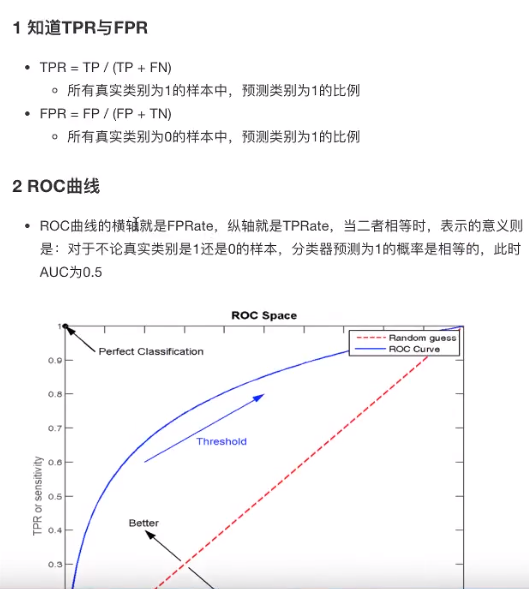 1 知道TPR与FPR
• TPR = TP / (TP + FN)
◦ 所有真实类别为1的样本中，预测类别为1的比例
• FPR = FP / (FP + TN)
◦ 所有真实类别为0的样本中，预测类别为1的比例
2 ROC曲线
• ROC曲线的横轴就是FPRate，纵轴就是TPRate，当二者相等时，表示的意义则
是：对于不论真实类别是1还是0的样本，分类器预测为1的概率是相等的，此时
AUC为0.5
ROC Space
1
Perfect Classification
Random guess
ROC Curve
0.9
0.8
0.7
Threshold
0.6
0.5
TPR or sensitivity
0.4
Better
0.3